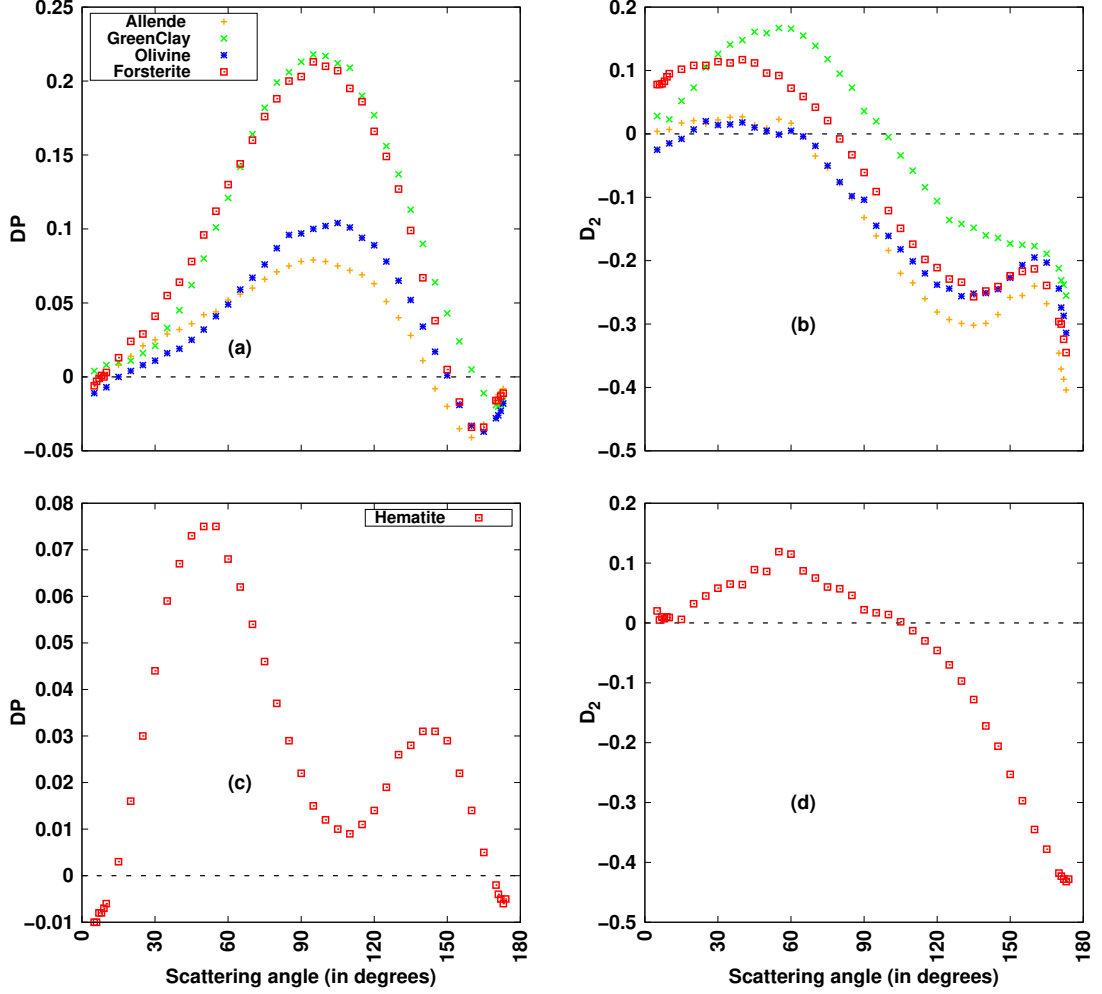 Allende
GreenClay
Olivine
Forsterite
0.25
0.2
0.15
0.1
0.05
0
−0.05
DP
(a)
0.2
0.1
0
−0.1
−0.2
−0.3
−0.4
−0.5
D2
(b)
Hematite
0.08
0.07
0.06
0.05
0.04
0.03
0.02
0.01
0
−0.01
DP
(c)
0 30 60 90 120 150 180
Scattering angle (in degrees)
0.2
0.1
0
−0.1
−0.2
−0.3
−0.4
−0.5
D2
(d)
0 30 60 90 120 150 180
Scattering angle (in degrees)